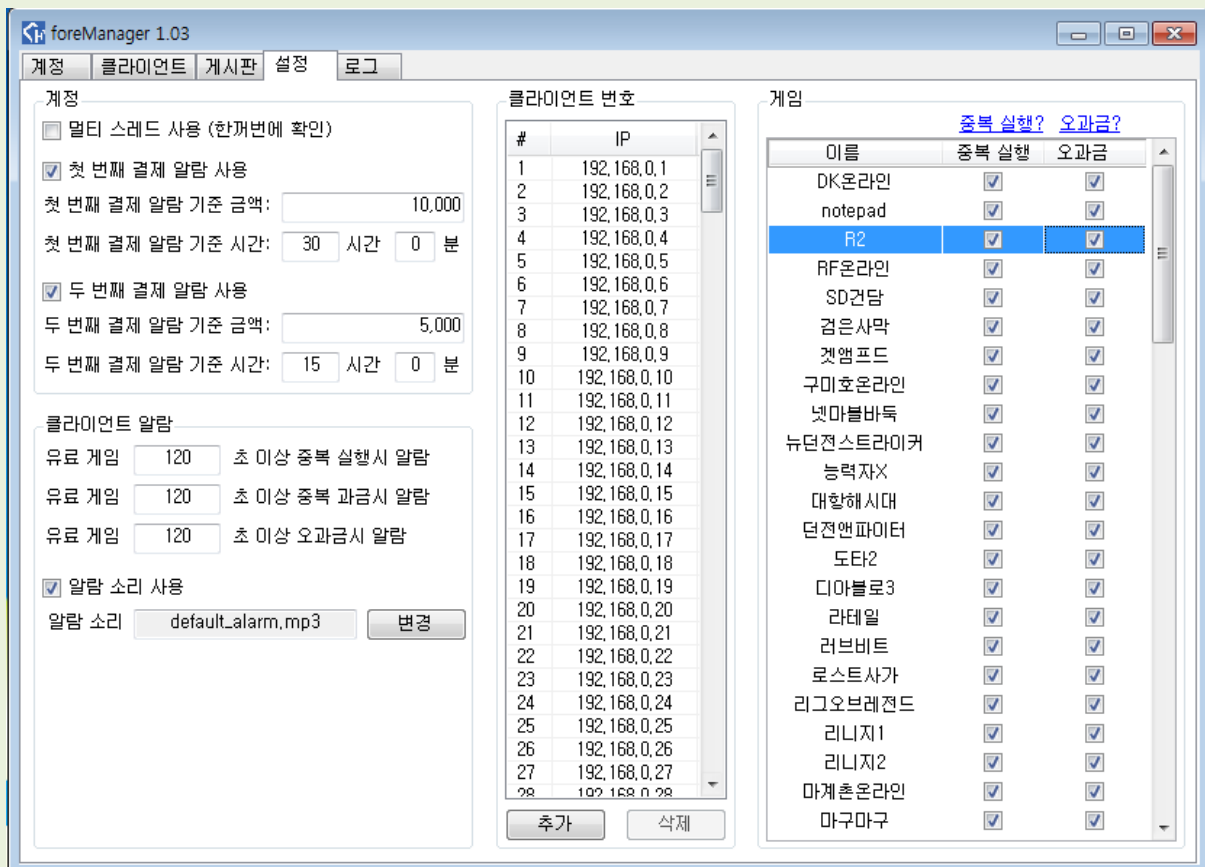 foreManager 1.03
계정 클라이언트 게시판 설정 로그
계정
멀티 스레드 사용 (한꺼번에 확인)
첫 번째 결제 알람 사용
첫 번째 결제 알람 기준 금액: 10,000
첫 번째 결제 알람 기준 시간: 30 시간 0 분
두 번째 결제 알람 사용
두 번째 결제 알람 기준 금액: 5,000
두 번째 결제 알람 기준 시간: 15 시간 0 분
클라이언트 알람
유료 게임 120 초 이상 중복 실행시 알람
유료 게임 120 초 이상 중복 과금시 알람
유료 게임 120 초 이상 오과금시 알람
알람 소리 사용
알람 소리 default_alarm.mp3 변경
클라이언트 번호
# IP
1 192.168.0.1
2 192.168.0.2
3 192.168.0.3
4 192.168.0.4
5 192.168.0.5
6 192.168.0.6
7 192.168.0.7
8 192.168.0.8
9 192.168.0.9
10 192.168.0.10
11 192.168.0.11
12 192.168.0.12
13 192.168.0.13
14 192.168.0.14
15 192.168.0.15
16 192.168.0.16
17 192.168.0.17
18 192.168.0.18
19 192.168.0.19
20 192.168.0.20
21 192.168.0.21
22 192.168.0.22
23 192.168.0.23
24 192.168.0.24
25 192.168.0.25
26 192.168.0.26
27 192.168.0.27
28 192.168.0.28
추가 삭제
게임
중복 실행? 오과금?
이름 중복 실행 오과금
DK온라인
notepad
R2
RF온라인
SD건담
검은사막
겟앰프드
구미호온라인
넷마블바둑
뉴던전스트라이커
능력자X
대항해시대
던전앤파이터
도타2
디아블로3
라테일
러브비트
로스트사가
리그오브레전드
리니지1
리니지2
마계촌온라인
마구마구